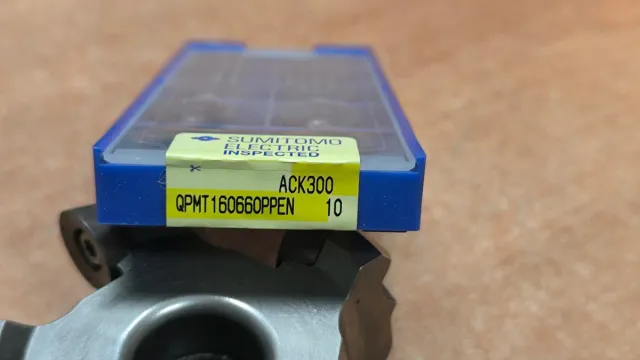 SUMITOMO
ELECTRIC
INSPECTED
ACK300
QPMT160660PPEN 10